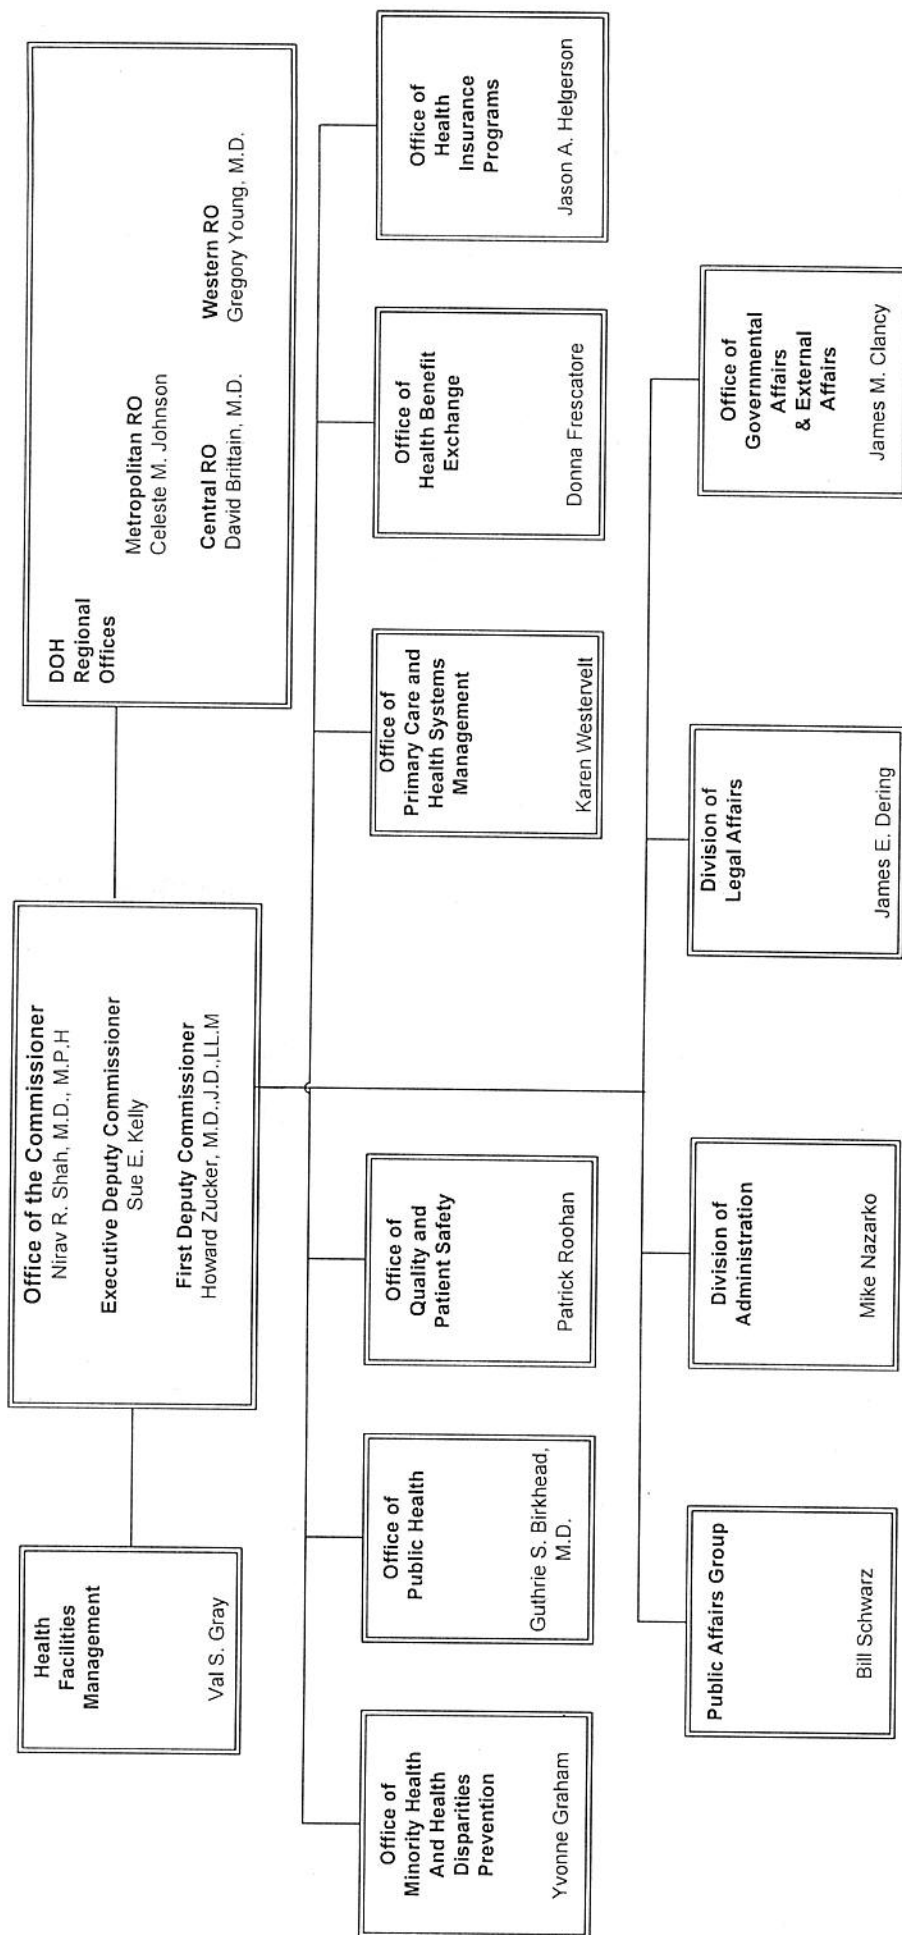 Health
Facilities
Management
Val S. Gray
Office of the Commissioner
Nirav R. Shah, M.D., M.P.H
Executive Deputy Commissioner
Sue E. Kelly
First Deputy Commissioner
Howard Zucker, M.D.,J.D.,LL.M
DOH
Regional
Offices
Metropolitan RO
Celeste M. Johnson
Central RO
David Brittain, M.D.
Western RO
Gregory Young, M.D.
Office of
Minority Health
And Health
Disparities
Prevention
Yvonne Graham
Office of
Public Health
Guthrie S. Birkhead,
M.D.
Office of
Quality and
Patient Safety
Patrick Roohan
Office of
Primary Care and
Health Systems
Management
Karen Westervelt
Office of
Health Benefit
Exchange
Donna Frescatore
Office of
Health
Insurance
Programs
Jason A. Helgerson
Public Affairs Group
Bill Schwarz
Division of
Administration
Mike Nazarko
Division of
Legal Affairs
James E. Dering
Office of
Governmental
Affairs
& External
Affairs
James M. Clancy